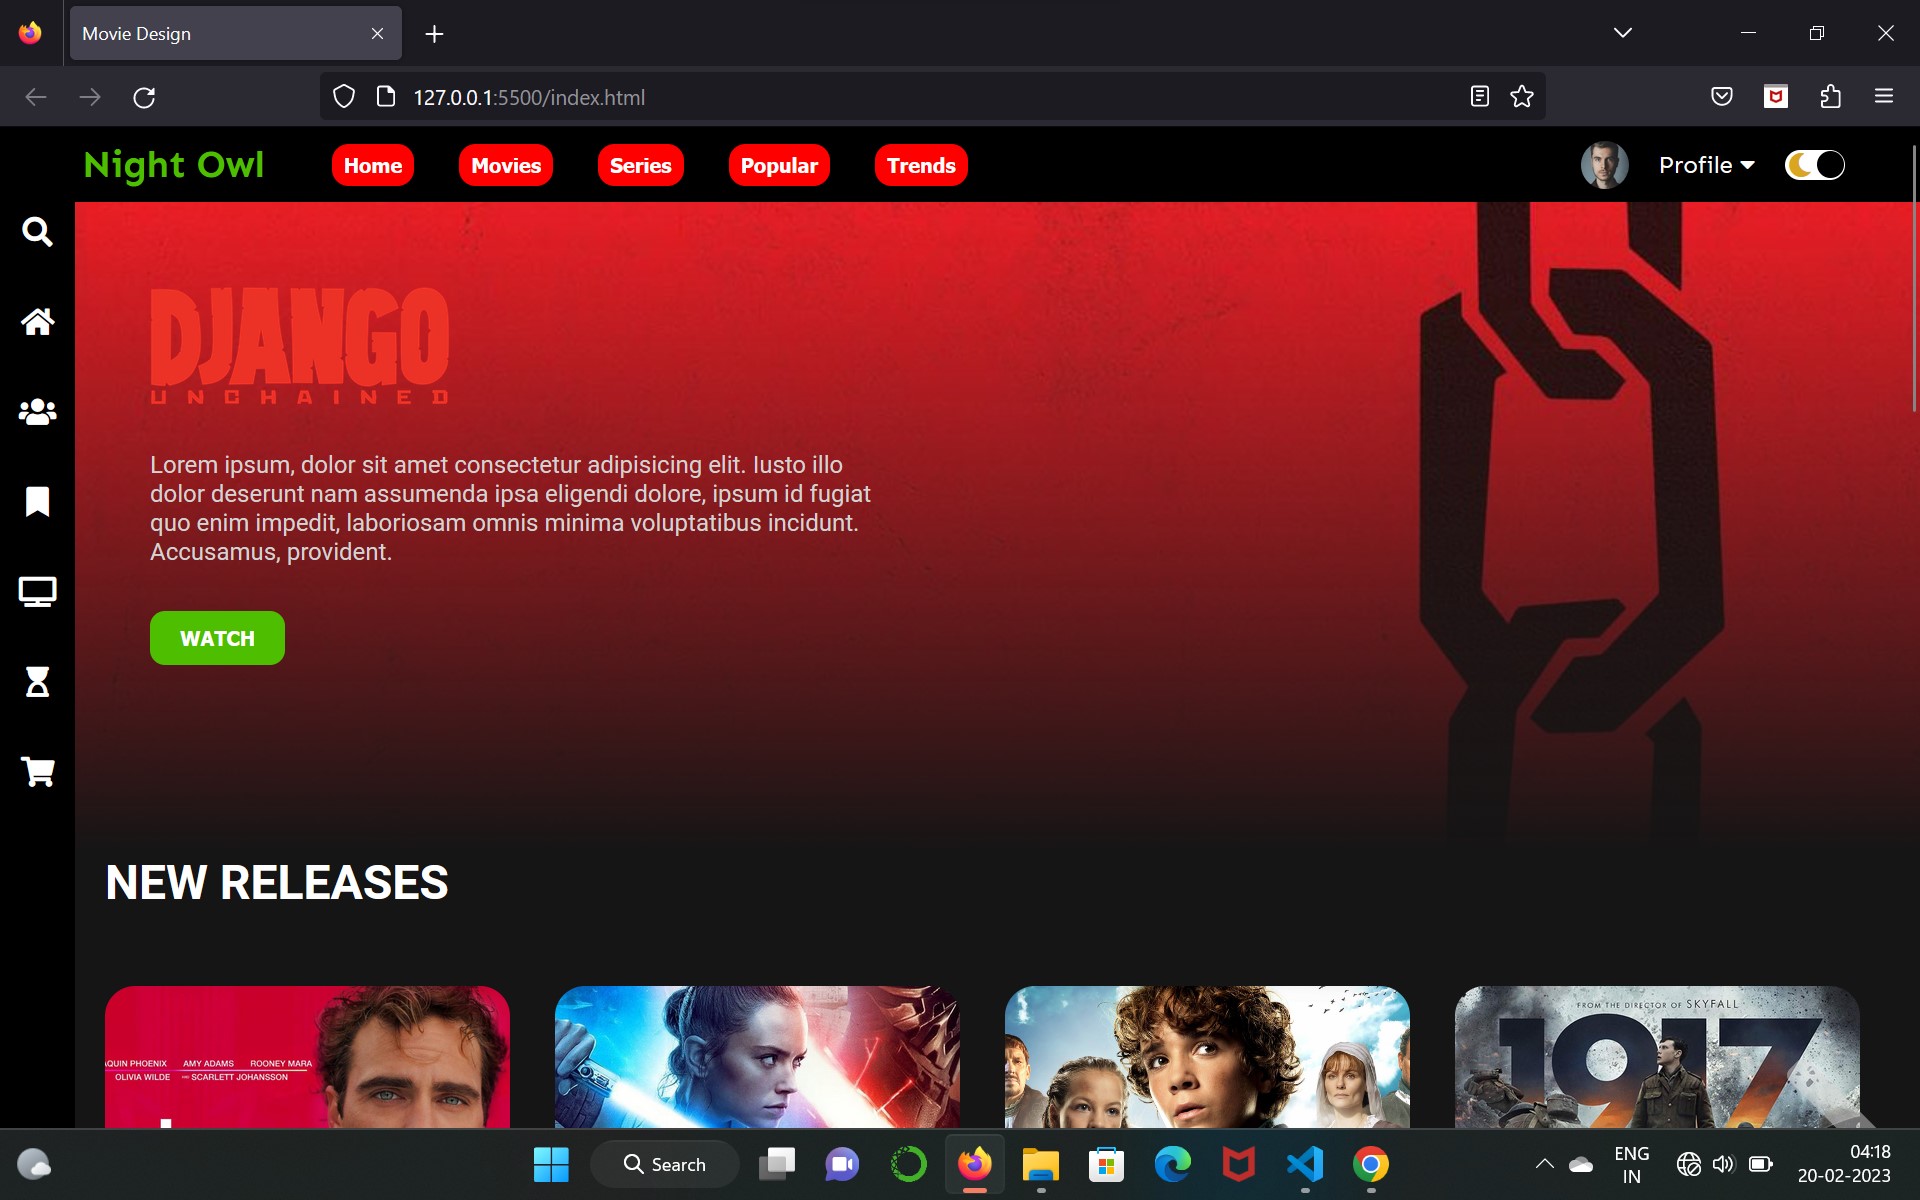 Movie Design
127.0.0.1:5500/index.html
Night Owl
Home
Movies
Series
Popular
Trends
Profile
DJANGO
UNCHAINED
Lorem ipsum, dolor sit amet consectetur adipisicing elit. Iusto illo
dolor deserunt nam assumenda ipsa eligendi dolore, ipsum id fugiat
quo enim impedit, laboriosam omnis minima voluptatibus incidunt.
Accusamus, provident.
WATCH
NEW RELEASES
AQUIN PHOENIX AMY ADAMS ROONEY MARA
OLIVIA WILDE AND SCARLETT JOHANSSON
FROM THE DIRECTOR OF SKYFALL
1917
Search
ENG
IN
04:18
20-02-2023